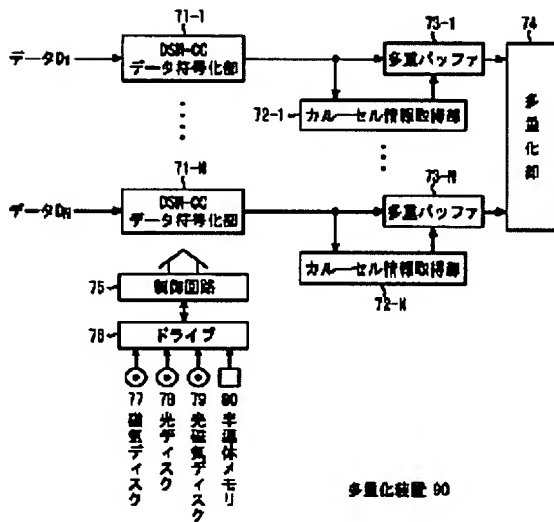 71-1
73-1
74
データD1
DSM-CC
データ符号化部
多重バッファ
多重化部
72-1
カルーセル情報取得部
71-N
73-N
データDN
DSM-CC
データ符号化部
多重バッファ
カルーセル情報取得部
72-N
75
制御回路
76
ドライブ
77
78
79
80
磁気ディスク
光ディスク
光磁気ディスク
半導体メモリ
多重化装置 90